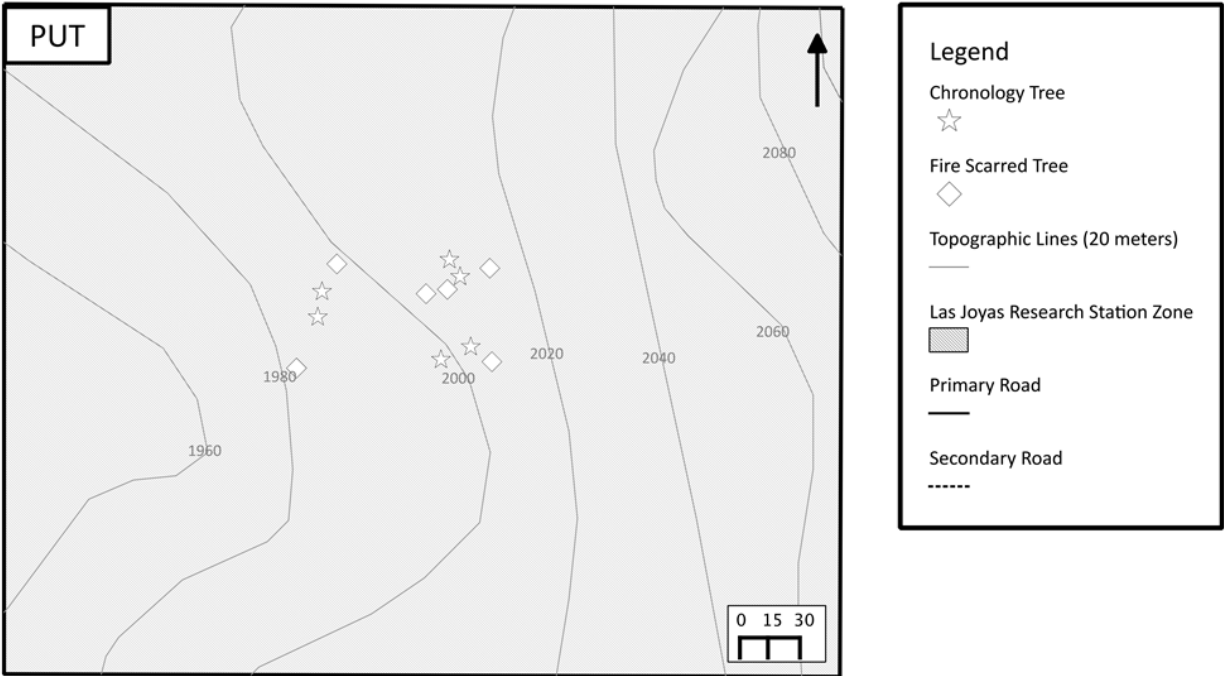 PUT
2080
2060
2020
2040
1980
2000
1960
0 15 30
Legend
Chronology Tree
Fire Scarred Tree
Topographic Lines (20 meters)
Las Joyas Research Station Zone
Primary Road
Secondary Road